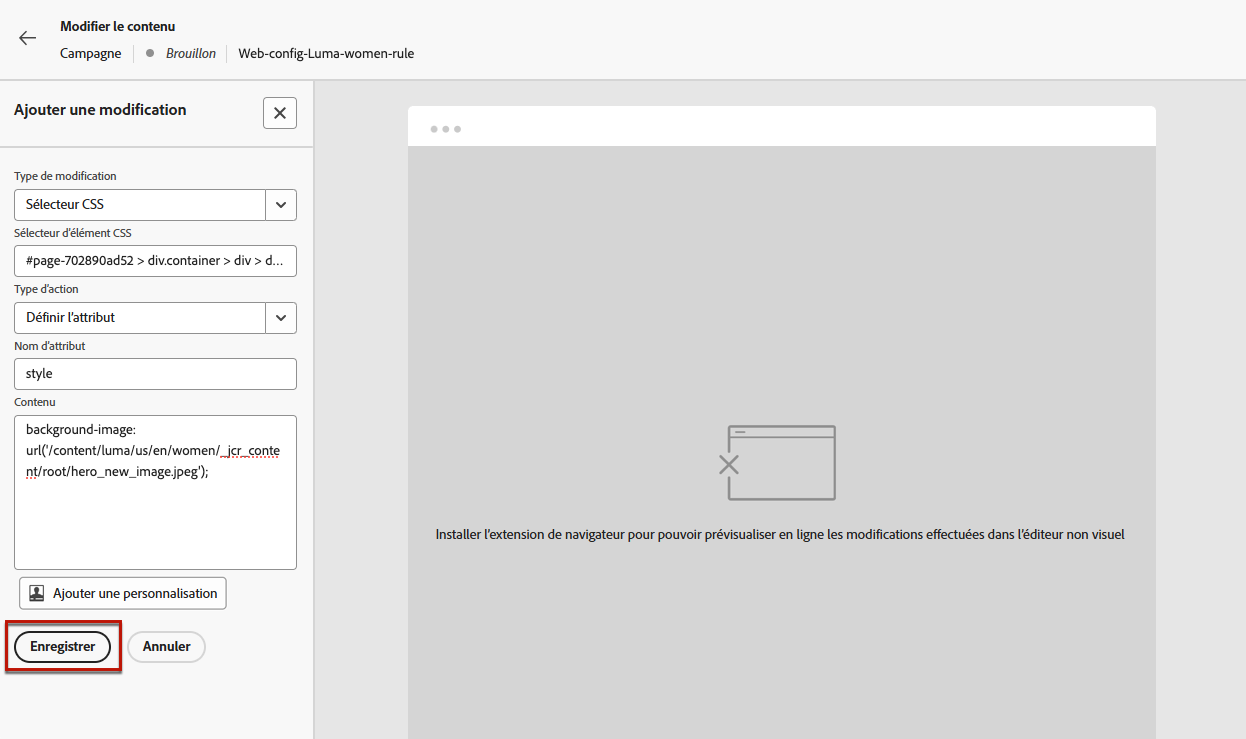 Modifier le contenu
Campagne Brouillon Web-config-Luma-women-rule
Ajouter une modification
Type de modification
Sélecteur CSS
Sélecteur d'élément CSS
#page-702890ad52 > div.container > div > d...
Type d'action
Définir l'attribut
Nom d'attribut
style
Contenu
background-image:
url('/content/luma/us/en/women/_jcr_conte
nt/root/hero_new_image.jpeg');
Ajouter une personnalisation
Enregistrer Annuler
Installer l'extension de navigateur pour pouvoir prévisualiser en ligne les modifications effectuées dans l'éditeur non visuel